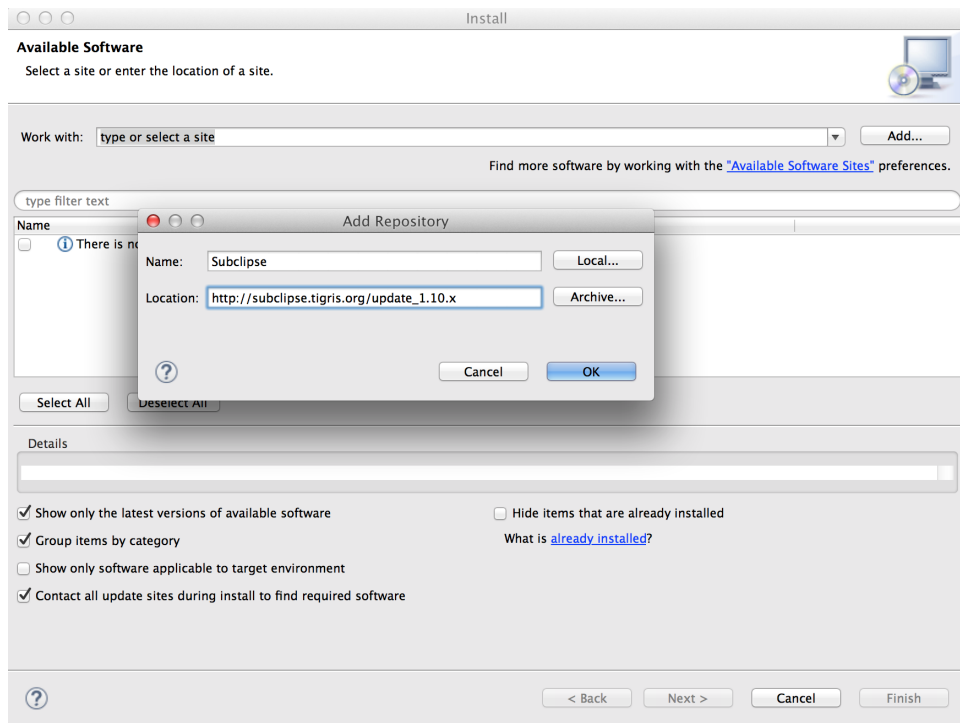 Install
Available Software
Select a site or enter the location of a site.
Work with: type or select a site Add...
Find more software by working with the "Available Software Sites" preferences.
type filter text
Name
There is no
Add Repository
Name: Subclipse Local...
Location: http://subclipse.tigris.org/update_1.10.x Archive...
? Cancel OK
Select All Deselect All
Details
Show only the latest versions of available software Hide items that are already installed
Group items by category What is already installed?
Show only software applicable to target environment
Contact all update sites during install to find required software
? < Back Next > Cancel Finish